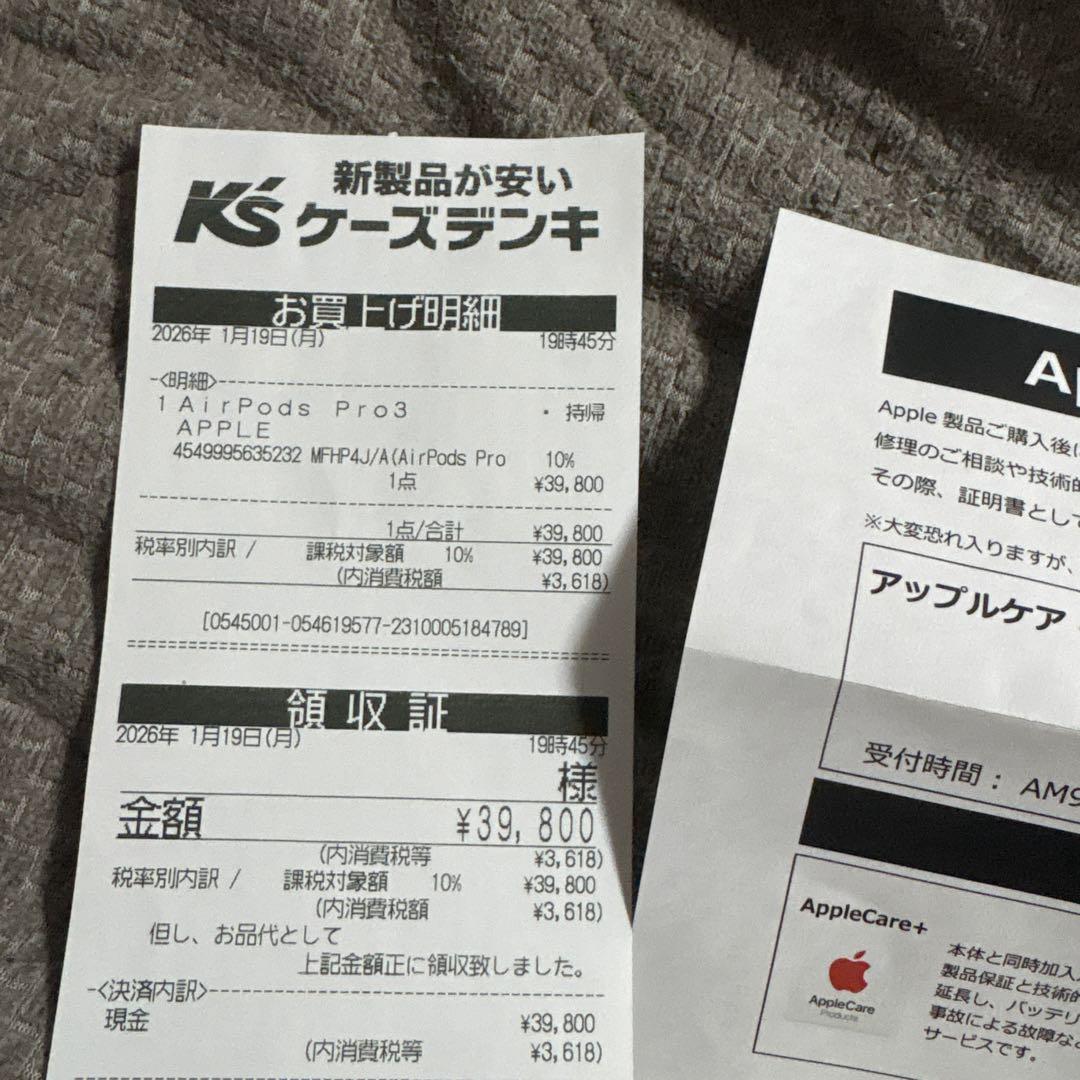 新製品が安い
K's ケーズデンキ
お買上げ明細
2026年 1月19日(月) 19時45分
-<明細>-
1 AirPods Pro3 ・ 持帰
APPLE
4549995635232 MFHP4J/A(AirPods Pro 10%
1点 ¥39,800
1点/合計 ¥39,800
税率別内訳 / 課税対象額 10% ¥39,800
(内消費税額 ¥3,618)
[0545001-054619577-2310005184789]
領収証
2026年 1月19日(月) 19時45分
様
金額 ¥39,800
(内消費税等 ¥3,618)
税率別内訳 / 課税対象額 10% ¥39,800
(内消費税額 ¥3,618)
但し、お品代として
上記金額正に領収致しました。
-<決済内訳>-
現金 ¥39,800
(内消費税等 ¥3,618)
Ap
Apple 製品ご購入後に
修理のご相談や技術的
その際、証明書として
※大変恐れ入りますが、
アップルケア
受付時間： AM9
AppleCare+
AppleCare
Products
本体と同時加入
製品保証と技術的
延長し、バッテリ
事故による故障など
サービスです。